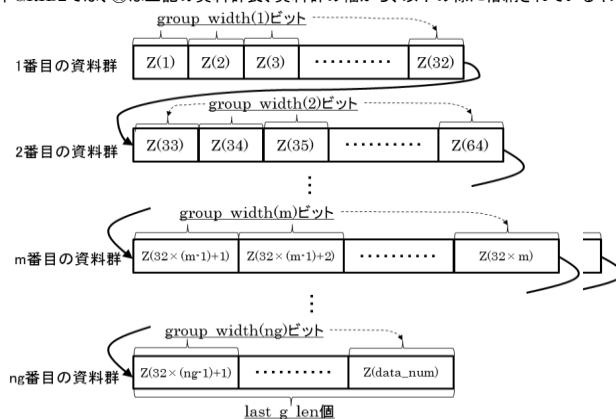 group_width(1)ビット
1番目の資料群 Z(1) Z(2) Z(3) ・・・・・・・・・・ Z(32)
group_width(2)ビット
2番目の資料群 Z(33) Z(34) Z(35) ・・・・・・・・・・ Z(64)
⋮
group_width(m)ビット
m番目の資料群 Z(32×(m-1)+1) Z(32×(m-1)+2) ・・・・・・・・・・ Z(32×m)
⋮
group_width(ng)ビット
ng番目の資料群 Z(32×(ng-1)+1) ・・・・・・・・・・ Z(data_num)
last_g_len個